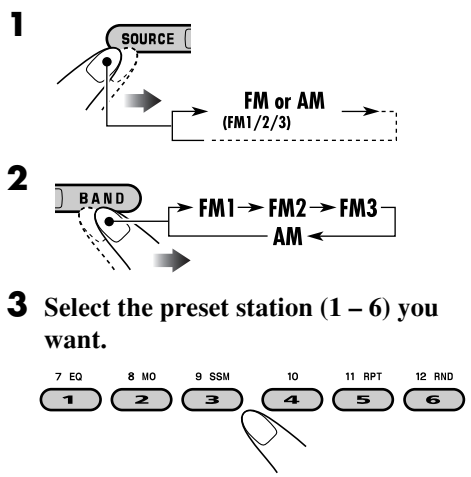 1
SOURCE
FM or AM
(FM1/2/3)
2
BAND
FM1 FM2 FM3
AM
3 Select the preset station (1 – 6) you
want.
7 EQ 8 MO 9 SSM 10 11 RPT 12 RND
1 2 3 4 5 6